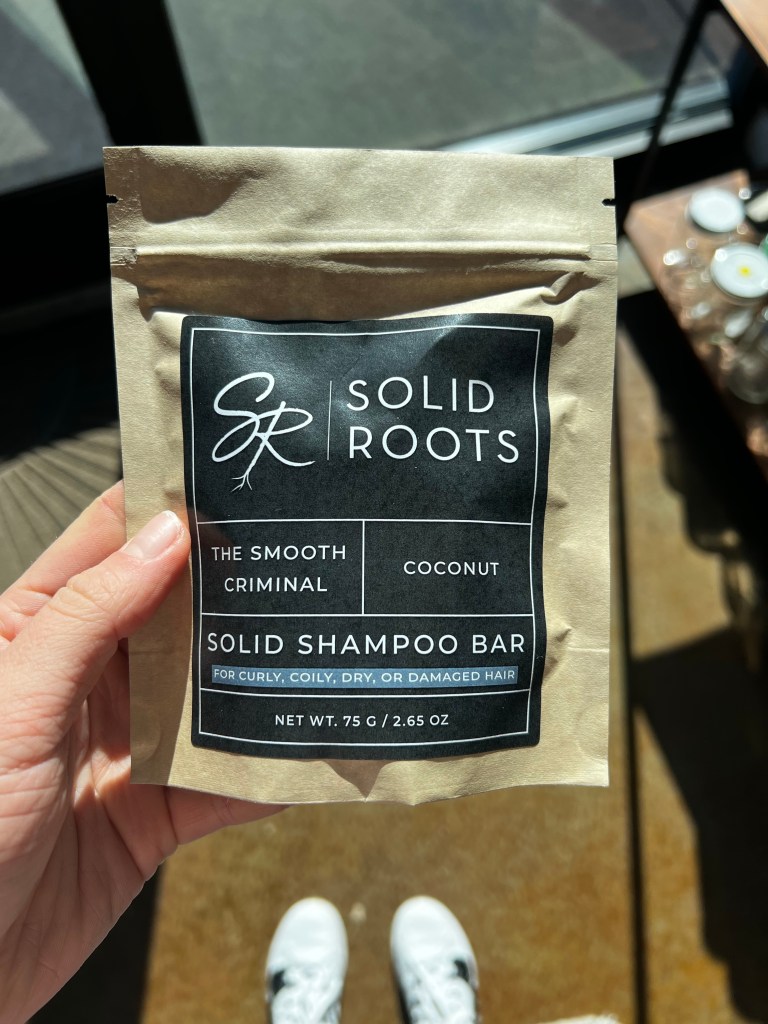 SR
SOLID
ROOTS
THE SMOOTH
CRIMINAL
COCONUT
SOLID SHAMPOO BAR
FOR CURLY, COILY, DRY, OR DAMAGED HAIR
NET WT. 75 G / 2.65 OZ